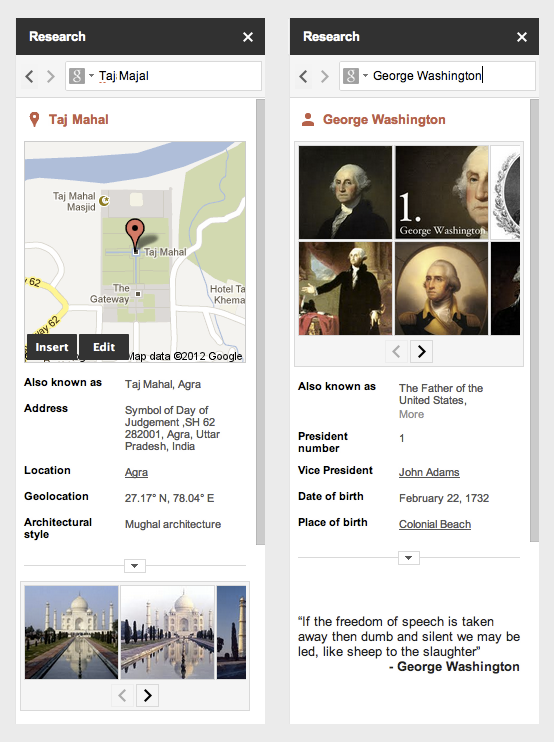 Research ×
g Taj Majal
Taj Mahal
Taj Mahal
Masjid
Taj Mahal
The
Gateway
Hotel Ta
Khema
62
way 62
Insert Edit
Map data ©2012 Google
Also known as Taj Mahal, Agra
Address Symbol of Day of
Judgement ,SH 62
282001, Agra, Uttar
Pradesh, India
Location Agra
Geolocation 27.17° N, 78.04° E
Architectural Mughal architecture
style
Research ×
g George Washington
George Washington
1.
George Washington
Also known as The Father of the
United States,
More
President 1
number
Vice President John Adams
Date of birth February 22, 1732
Place of birth Colonial Beach
“If the freedom of speech is taken
away then dumb and silent we may be
led, like sheep to the slaughter”
- George Washington